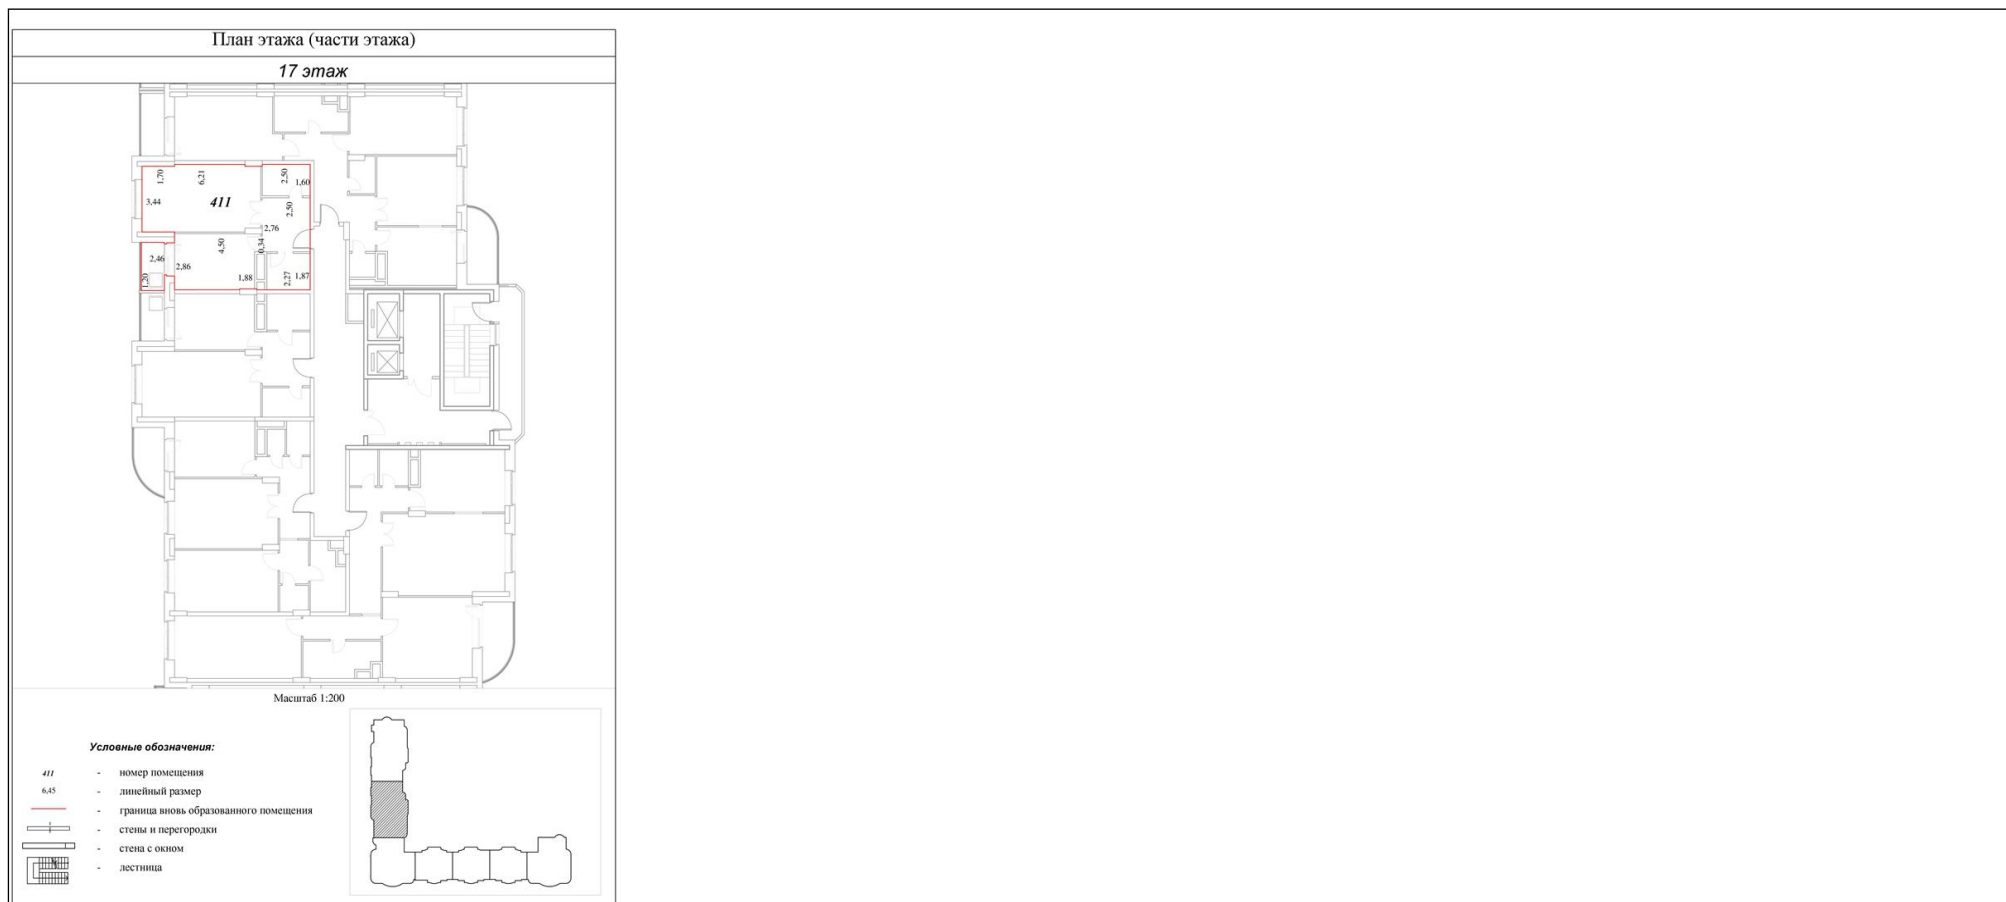 План этажа (части этажа)
17 этаж
1,70
6,21
2,50
1,60
3,44
411
2,50
2,76
4,50
0,34
2,46
2,86
1,20
1,88
2,27
1,87
Масштаб 1:200
Условные обозначения:
411 - номер помещения
6,45 - линейный размер
- граница вновь образованного помещения
- стены и перегородки
- стена с окном
- лестница